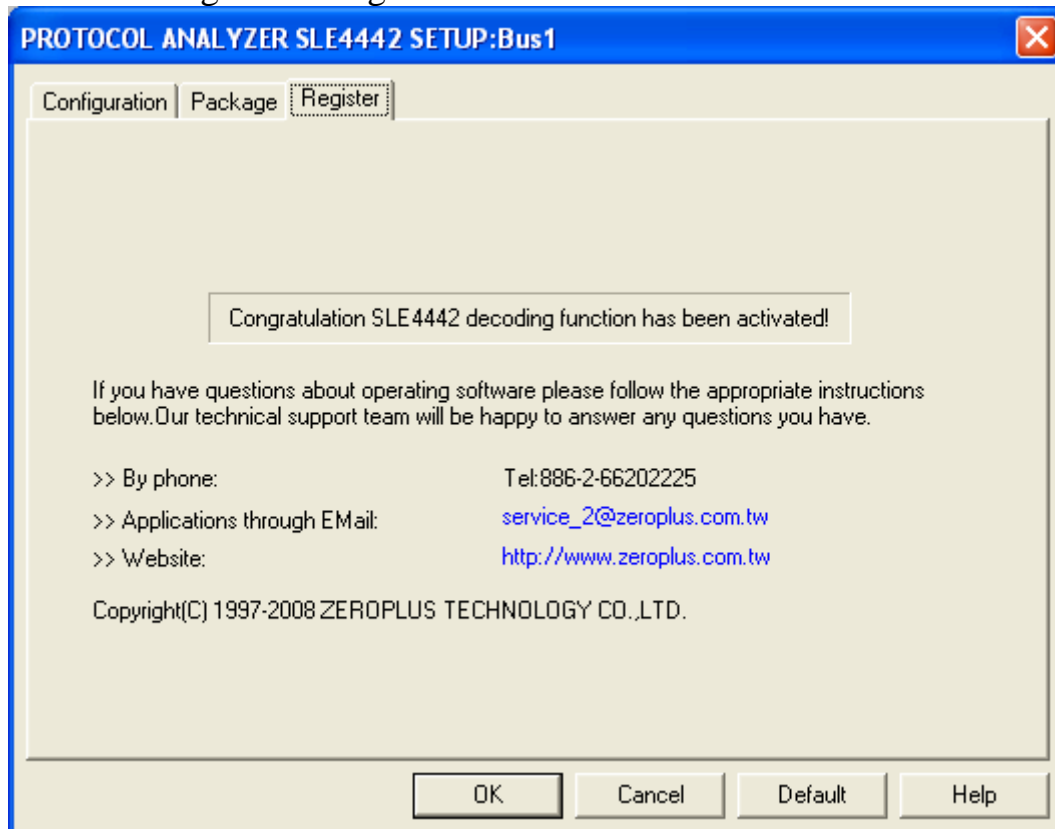 PROTOCOL ANALYZER SLE4442 SETUP:Bus1
Configuration Package Register
Congratulation SLE4442 decoding function has been activated!
If you have questions about operating software please follow the appropriate instructions
below.Our technical support team will be happy to answer any questions you have.
>> By phone: Tel:886-2-66202225
>> Applications through EMail: service_2@zeroplus.com.tw
>> Website: http://www.zeroplus.com.tw
Copyright(C) 1997-2008 ZEROPLUS TECHNOLOGY CO.,LTD.
OK Cancel Default Help